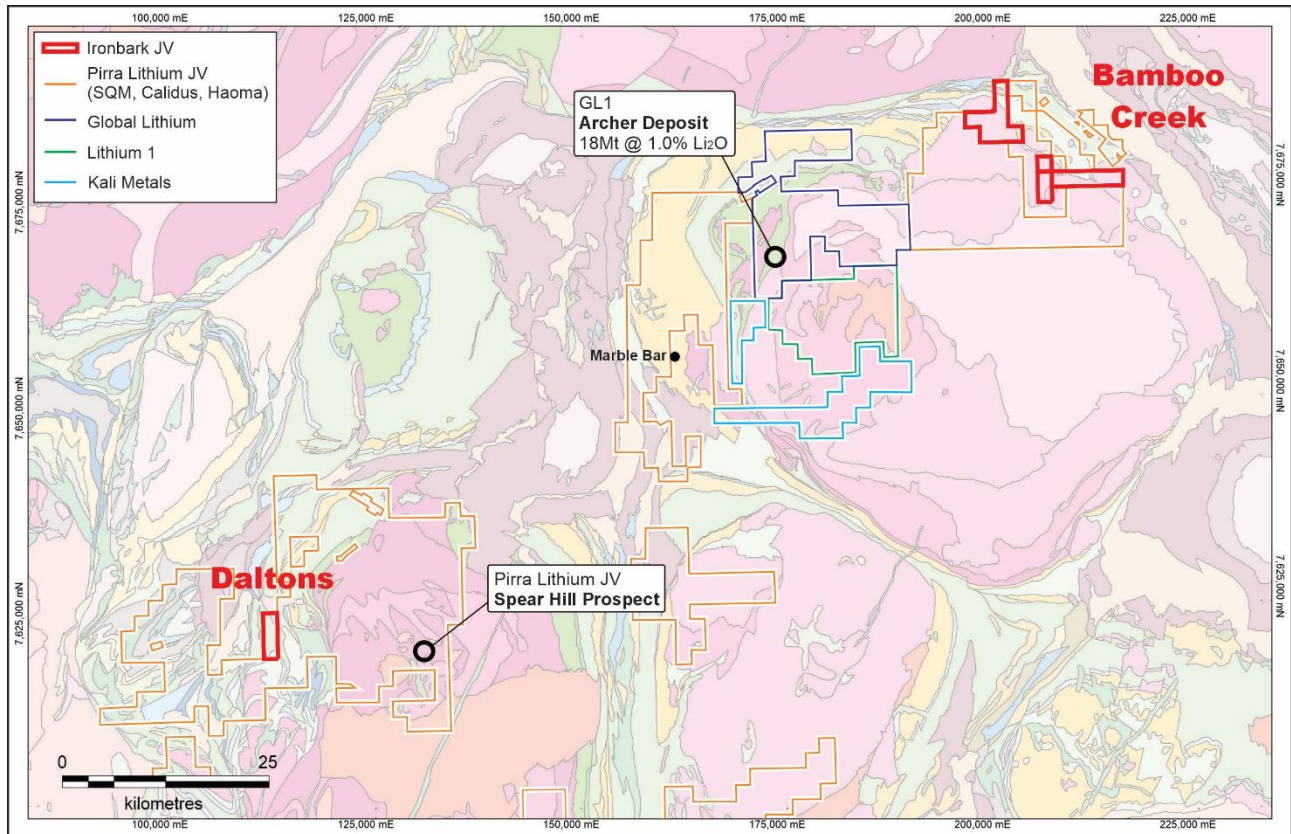 100,000 mE
125,000 mE
150,000 mE
175,000 mE
200,000 mE
225,000 mE
Ironbark JV
Pirra Lithium JV
(SQM, Calidus, Haoma)
Global Lithium
Lithium 1
Kali Metals
Bamboo
Creek
GL1
Archer Deposit
18Mt @ 1.0% Li₂O
7,675,000 mN
7,675,000 mN
Marble Bar
7,650,000 mN
7,650,000 mN
Daltons
Pirra Lithium JV
Spear Hill Prospect
7,625,000 mN
7,625,000 mN
0
25
kilometres
100,000 mE
125,000 mE
150,000 mE
175,000 mE
200,000 mE
225,000 mE